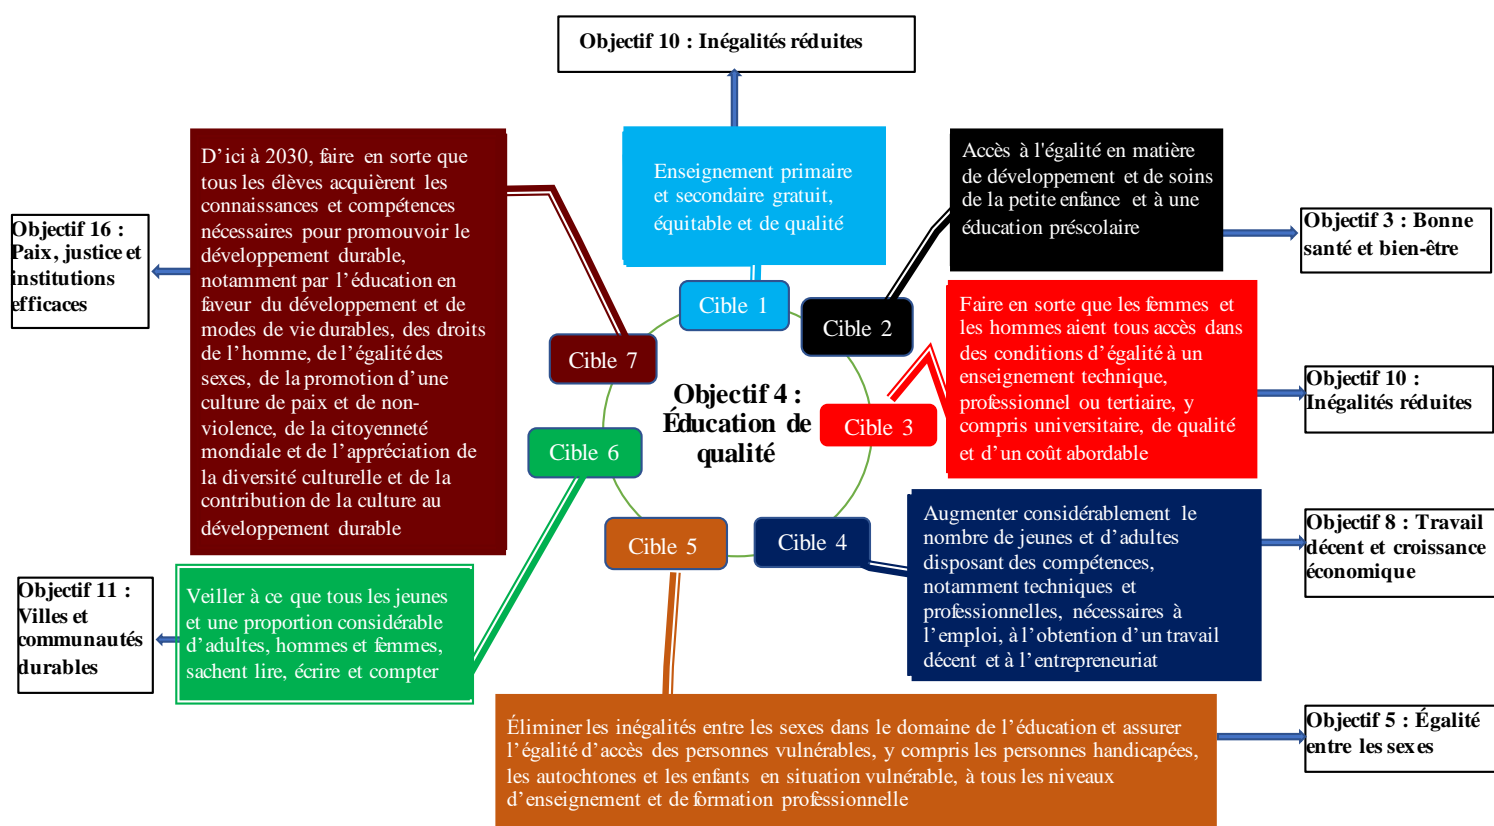 Objectif 10 : Inégalités réduites
Enseignement primaire
et secondaire gratuit,
équitable et de qualité
Cible 1
Accès à l'égalité en matière
de développement et de soins
de la petite enfance et à une
éducation préscolaire
Cible 2
Objectif 3 : Bonne
santé et bien-être
Faire en sorte que les femmes et
les hommes aient tous accès dans
des conditions d’égalité à un
enseignement technique,
professionnel ou tertiaire, y
compris universitaire, de qualité
et d’un coût abordable
Cible 3
Objectif 10 :
Inégalités réduites
Augmenter considérablement le
nombre de jeunes et d’adultes
disposant des compétences,
notamment techniques et
professionnelles, nécessaires à
l’emploi, à l’obtention d’un travail
décent et à l’entrepreneuriat
Cible 4
Objectif 8 : Travail
décent et croissance
économique
Éliminer les inégalités entre les sexes dans le domaine de l’éducation et assurer
l’égalité d’accès des personnes vulnérables, y compris les personnes handicapées,
les autochtones et les enfants en situation vulnérable, à tous les niveaux
d’enseignement et de formation professionnelle
Cible 5
Objectif 5 : Égalité
entre les sexes
Veiller à ce que tous les jeunes
et une proportion considérable
d’adultes, hommes et femmes,
sachent lire, écrire et compter
Cible 6
Objectif 11 :
Villes et
communautés
durables
D’ici à 2030, faire en sorte que
tous les élèves acquièrent les
connaissances et compétences
nécessaires pour promouvoir le
développement durable,
notamment par l’éducation en
faveur du développement et de
modes de vie durables, des droits
de l’homme, de l’égalité des
sexes, de la promotion d’une
culture de paix et de non-
violence, de la citoyenneté
mondiale et de l’appréciation de
la diversité culturelle et de la
contribution de la culture au
développement durable
Cible 7
Objectif 16 :
Paix, justice et
institutions
efficaces
Objectif 4 :
Éducation de
qualité